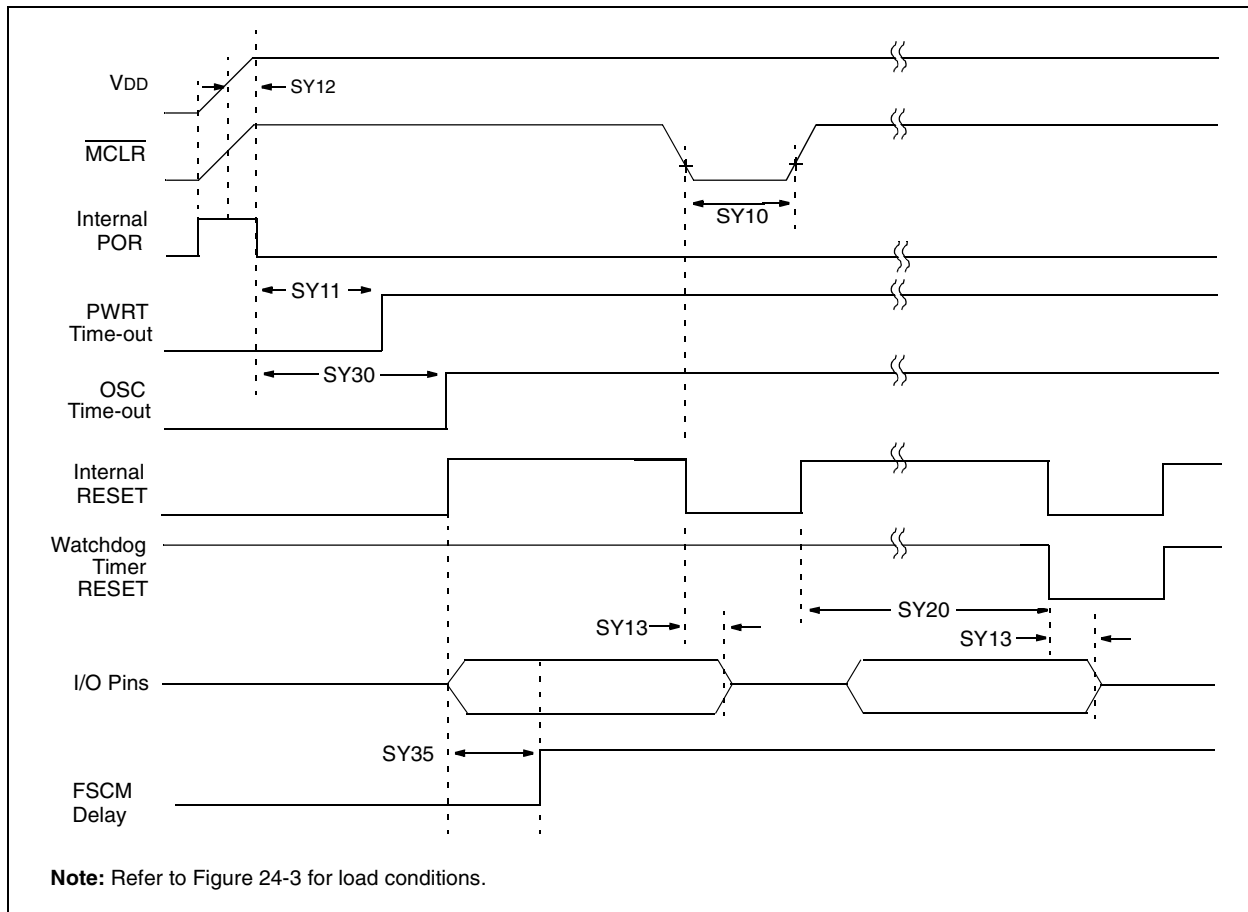 VDD
SY12
MCLR
SY10
Internal
POR
SY11
PWRT
Time-out
SY30
OSC
Time-out
Internal
RESET
Watchdog
Timer
RESET
SY20
SY13
SY13
I/O Pins
SY35
FSCM
Delay
Note: Refer to Figure 24-3 for load conditions.